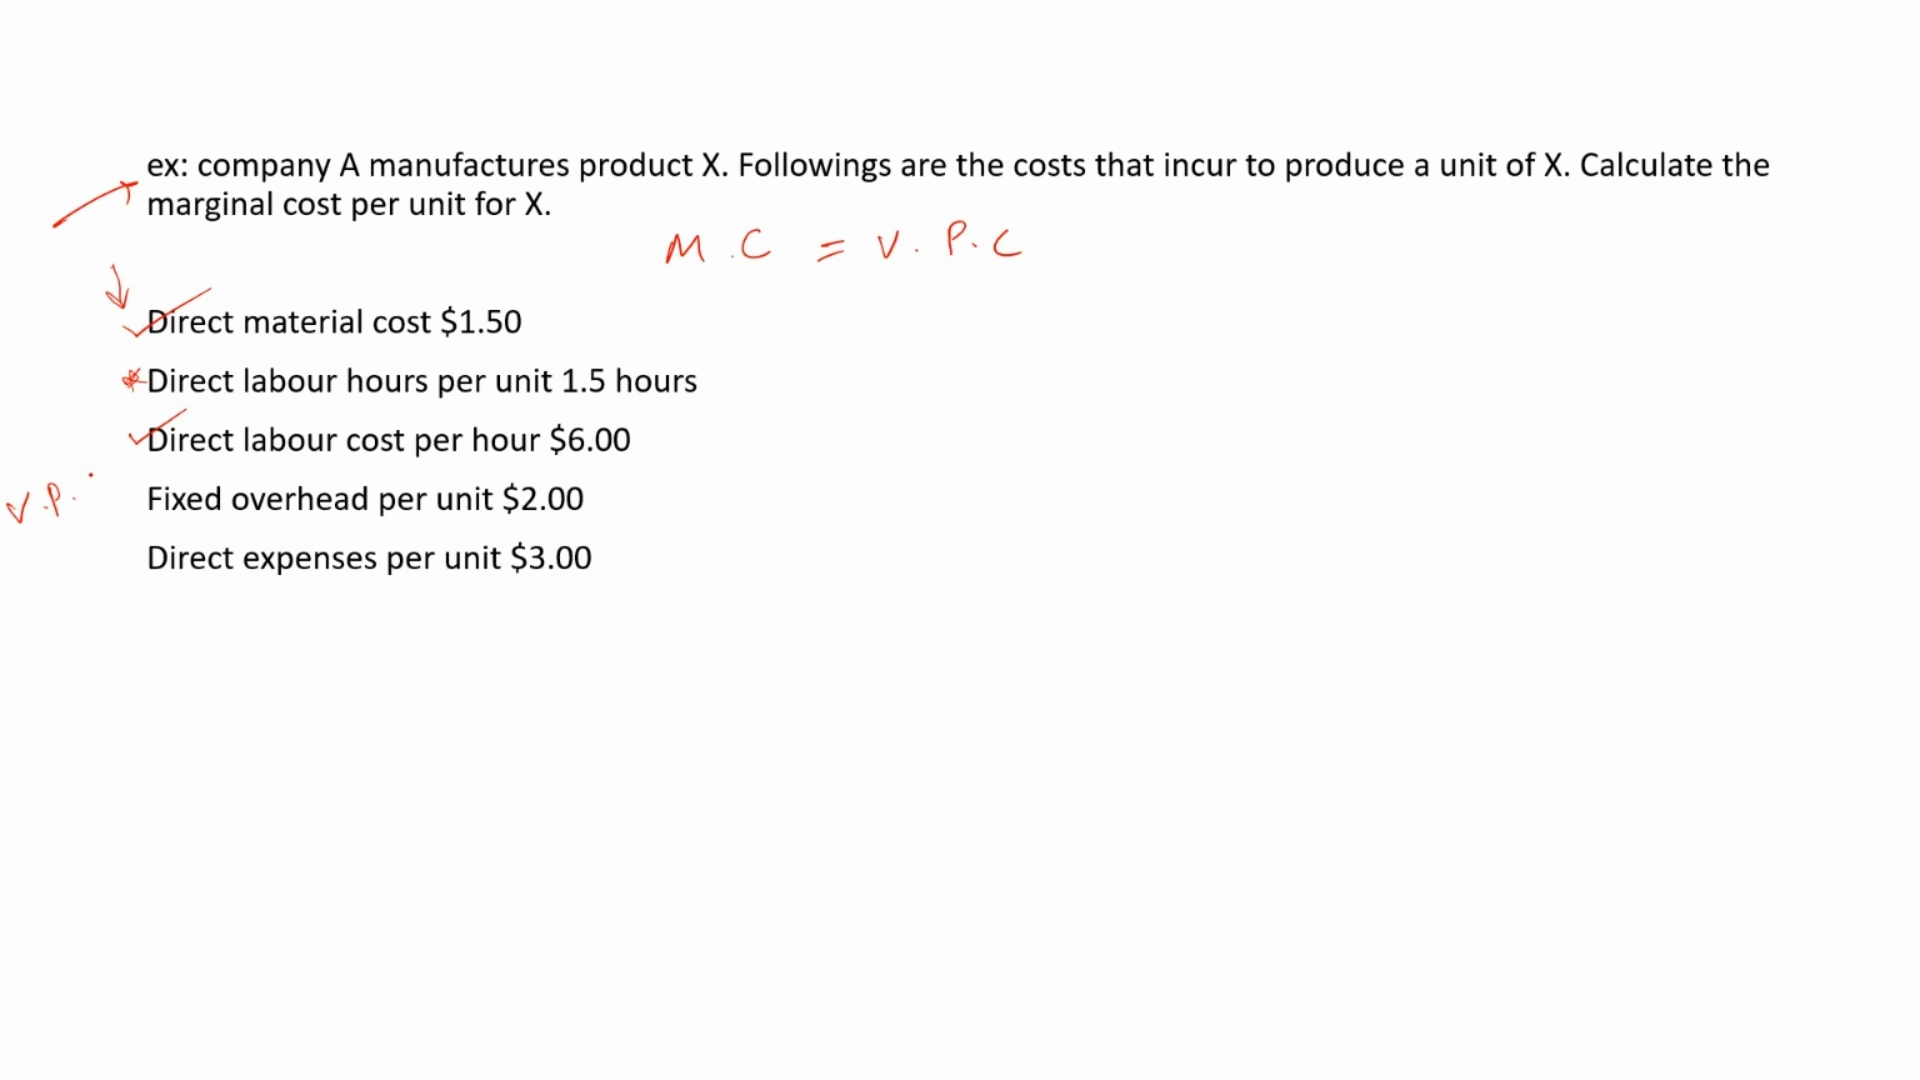 ex: company A manufactures product X. Followings are the costs that incur to produce a unit of X. Calculate the
marginal cost per unit for X.
M.C = V.P.C
Direct material cost $1.50
Direct labour hours per unit 1.5 hours
Direct labour cost per hour $6.00
V.P.
Fixed overhead per unit $2.00
Direct expenses per unit $3.00